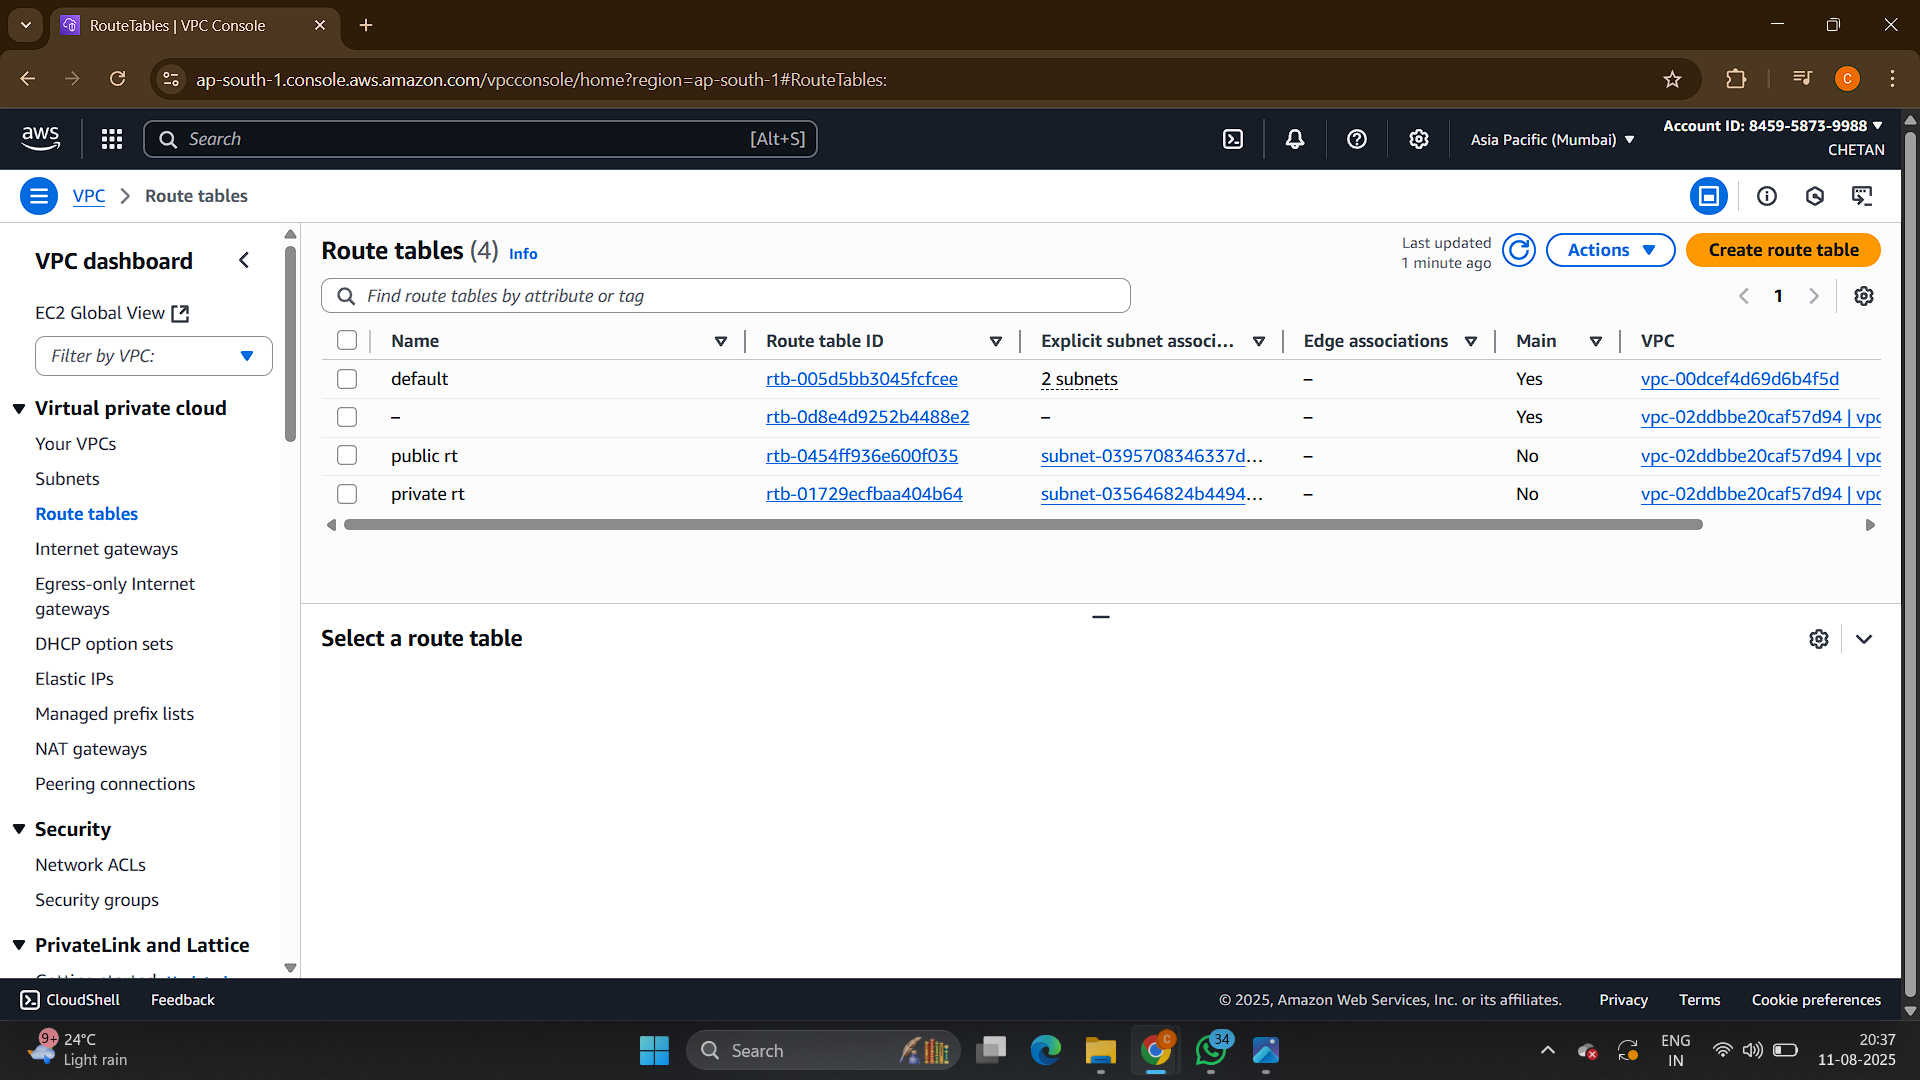 RouteTables | VPC Console
ap-south-1.console.aws.amazon.com/vpcconsole/home?region=ap-south-1#RouteTables:
C
aws
Search [Alt+S]
Asia Pacific (Mumbai)
Account ID: 8459-5873-9988
CHETAN
VPC > Route tables
VPC dashboard
EC2 Global View
Filter by VPC:
Virtual private cloud
Your VPCs
Subnets
Route tables
Internet gateways
Egress-only Internet
gateways
DHCP option sets
Elastic IPs
Managed prefix lists
NAT gateways
Peering connections
Security
Network ACLs
Security groups
PrivateLink and Lattice
Route tables (4) Info
Last updated
1 minute ago
Actions
Create route table
Find route tables by attribute or tag
1
Name Route table ID Explicit subnet associ... Edge associations Main VPC
default rtb-005d5bb3045fcfcee 2 subnets – Yes vpc-00dcef4d69d6b4f5d
– rtb-0d8e4d9252b4488e2 – – Yes vpc-02ddbbe20caf57d94 | vpc
public rt rtb-0454ff936e600f035 subnet-0395708346337d... – No vpc-02ddbbe20caf57d94 | vpc
private rt rtb-01729ecfbaa404b64 subnet-035646824b4494... – No vpc-02ddbbe20caf57d94 | vpc
Select a route table
CloudShell Feedback
© 2025, Amazon Web Services, Inc. or its affiliates. Privacy Terms Cookie preferences
9+
24°C
Light rain
Search
C
34
ENG
IN
20:37
11-08-2025